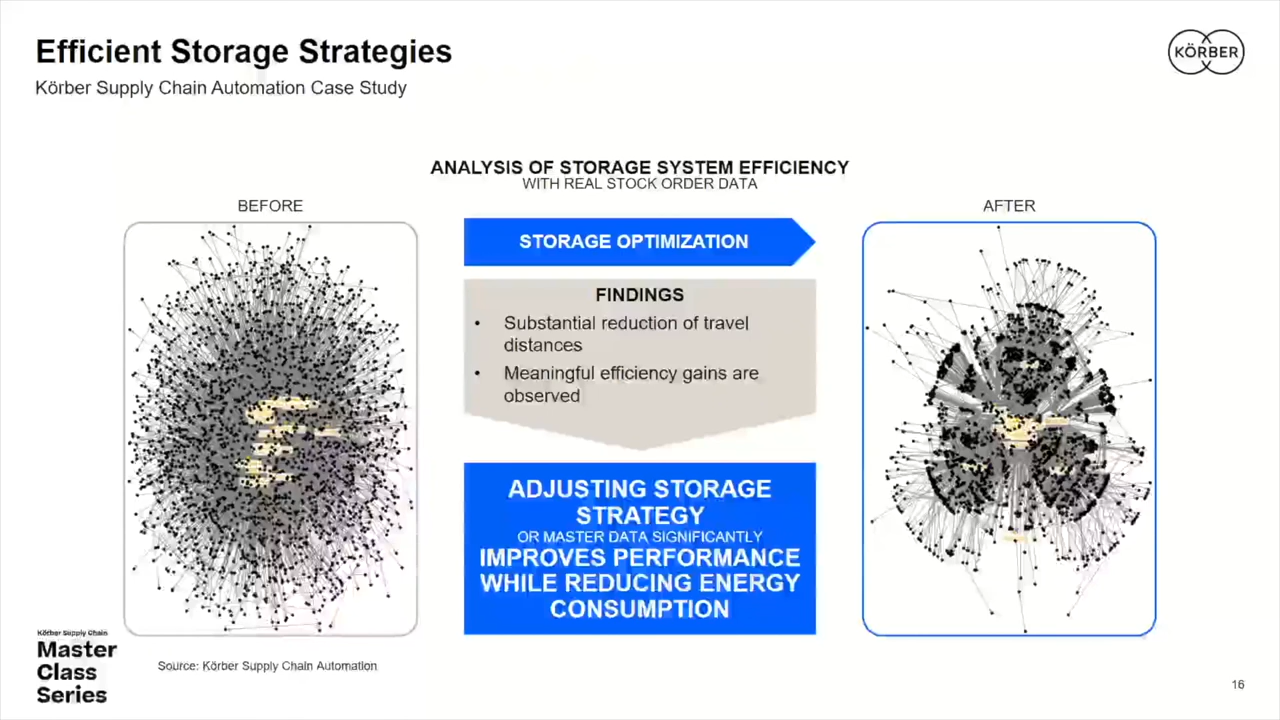 Efficient Storage Strategies
KÖRBER
Körber Supply Chain Automation Case Study
ANALYSIS OF STORAGE SYSTEM EFFICIENCY
WITH REAL STOCK ORDER DATA
BEFORE
STORAGE OPTIMIZATION
FINDINGS
• Substantial reduction of travel
distances
• Meaningful efficiency gains are
observed
ADJUSTING STORAGE
STRATEGY
OR MASTER DATA SIGNIFICANTLY
IMPROVES PERFORMANCE
WHILE REDUCING ENERGY
CONSUMPTION
AFTER
Körber Supply Chain
Master
Class
Series
Source: Körber Supply Chain Automation
16